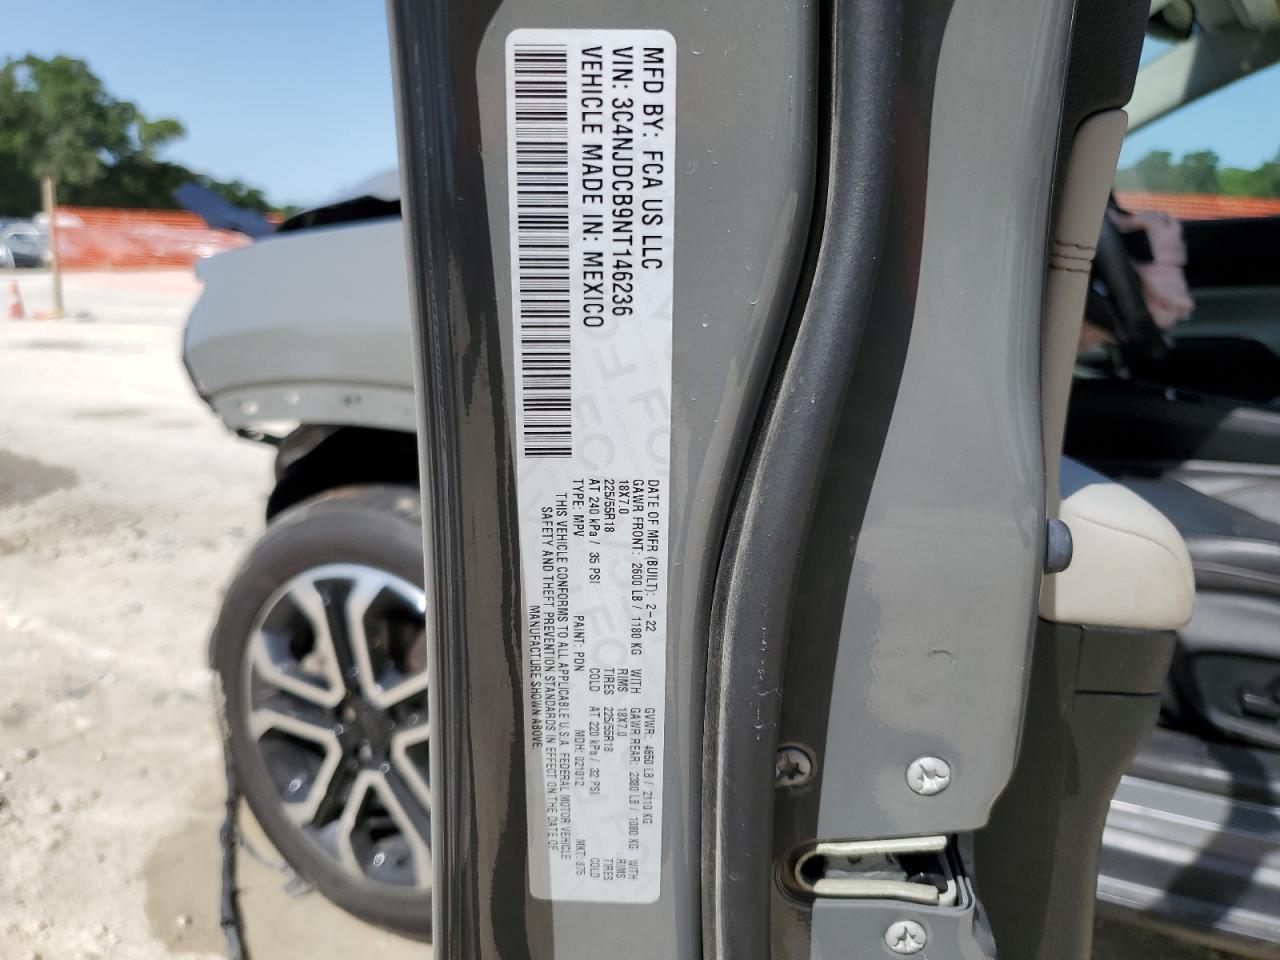 MFD BY: FCA US LLC
VIN: 3C4NJDCB9NT146236
VEHICLE MADE IN: MEXICO
DATE OF MFR (BUILT): 2-22 GVWR: 4650 LB / 2110 KG
GAWR FRONT: 2600 LB / 1180 KG WITH GAWR REAR: 2380 LB / 1080 KG WITH
18X7.0 RIMS 18X7.0 RIMS
225/55R18 TIRES 225/55R18 TIRES
AT 240 kPa / 35 PSI COLD AT 220 kPa / 32 PSI COLD
TYPE: MPV PAINT: PDN MDH: 021012 MKT: 875
THIS VEHICLE CONFORMS TO ALL APPLICABLE U.S.A. FEDERAL MOTOR VEHICLE
SAFETY AND THEFT PREVENTION STANDARDS IN EFFECT ON THE DATE OF
MANUFACTURE SHOWN ABOVE.